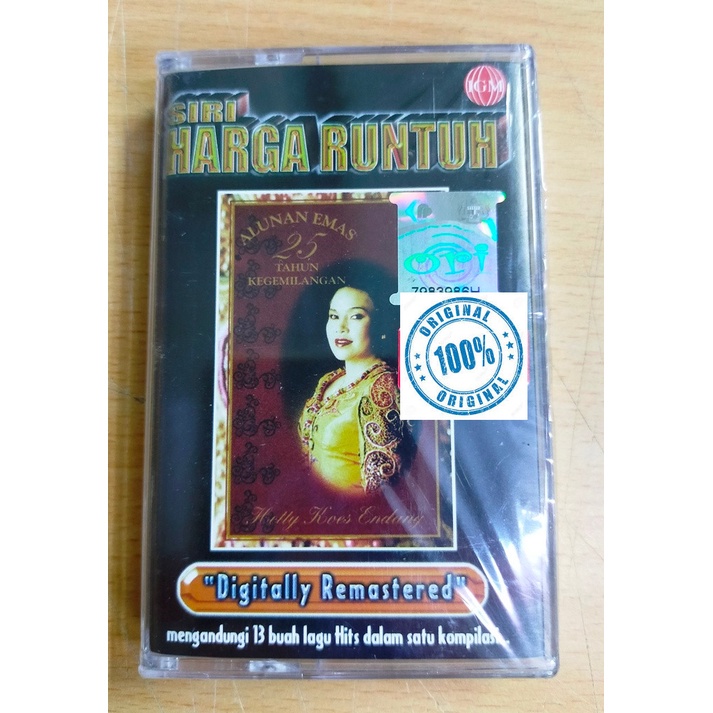 IGM
SIRI
HARGA RUNTUH
ALUNAN EMAS
25
TAHUN
KEGEMILANGAN
ori
7983986H
ORIGINAL
100%
ORIGINAL
Hetty Koes Endang
"Digitally Remastered"
mengandungi 13 buah lagu Hits dalam satu kompilasi...